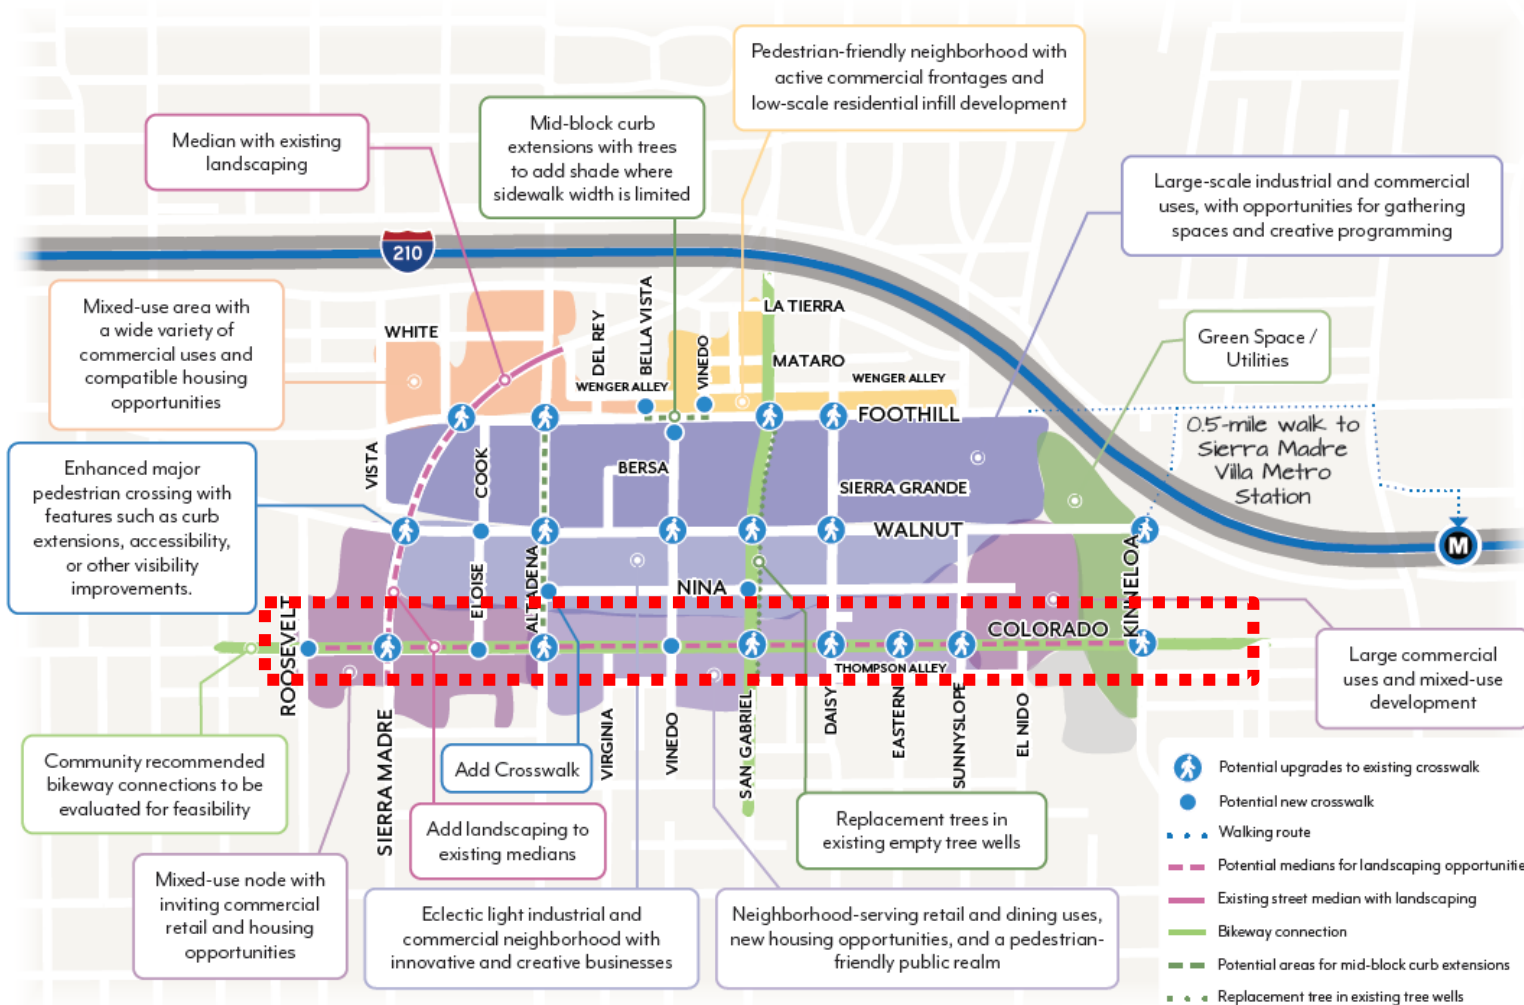 Pedestrian-friendly neighborhood with
active commercial frontages and
low-scale residential infill development
Mid-block curb
extensions with trees
to add shade where
sidewalk width is limited
Median with existing
landscaping
Large-scale industrial and commercial
uses, with opportunities for gathering
spaces and creative programming
210
Mixed-use area with
a wide variety of
commercial uses and
compatible housing
opportunities
WHITE
DEL REY
BELLA VISTA
VINEDO
LA TIERRA
MATARO
WENGER ALLEY
WENGER ALLEY
FOOTHILL
Green Space /
Utilities
0.5-mile walk to
Sierra Madre
Villa Metro
Station
M
Enhanced major
pedestrian crossing with
features such as curb
extensions, accessibility,
or other visibility
improvements.
VISTA
COOK
BERSA
SIERRA GRANDE
WALNUT
ELOISE
ALTADENA
NINA
KINNELOA
COLORADO
ROOSEVELT
THOMPSON ALLEY
SIERRA MADRE
VIRGINIA
VINEDO
SAN GABRIEL
DAISY
EASTERN
SUNNYSLOPE
EL NIDO
Large commercial
uses and mixed-use
development
Community recommended
bikeway connections to be
evaluated for feasibility
Add Crosswalk
Add landscaping to
existing medians
Replacement trees in
existing empty tree wells
Mixed-use node with
inviting commercial
retail and housing
opportunities
Eclectic light industrial and
commercial neighborhood with
innovative and creative businesses
Neighborhood-serving retail and dining uses,
new housing opportunities, and a pedestrian-
friendly public realm
Potential upgrades to existing crosswalk
Potential new crosswalk
Walking route
Potential medians for landscaping opportunitie
Existing street median with landscaping
Bikeway connection
Potential areas for mid-block curb extensions
Replacement tree in existing tree wells